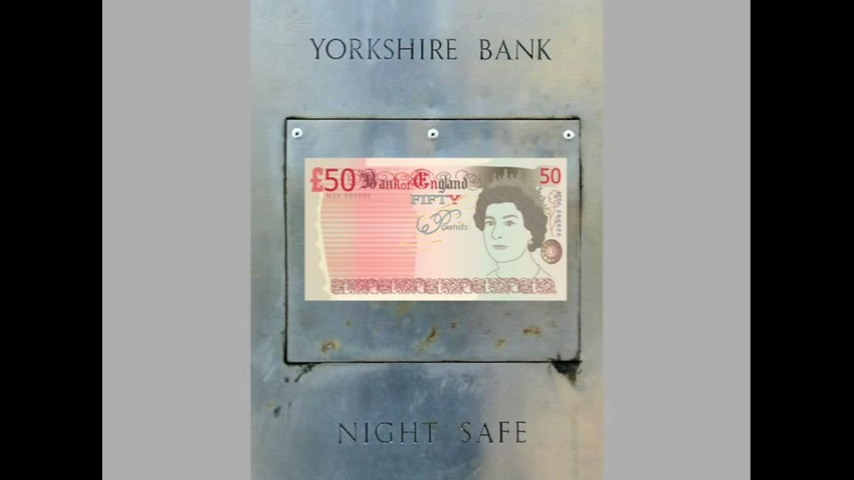 YORKSHIRE BANK
£50 Bank of England 50
FIFTY
Pounds
NIGHT SAFE